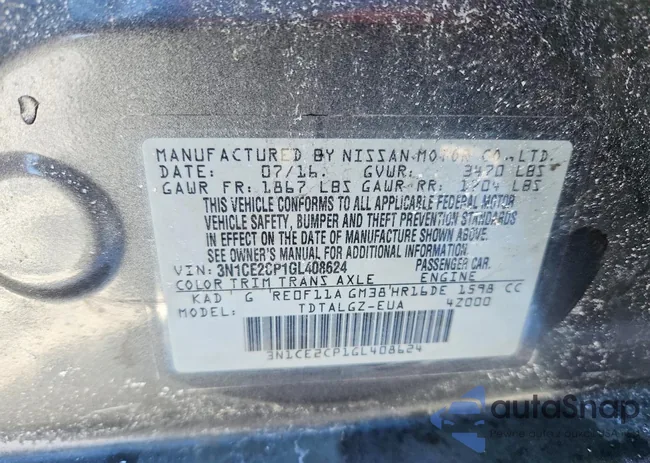 MANUFACTURED BY NISSAN MOTOR CO., LTD.
DATE: 07/16. GVWR: 3470 LBS
GAWR FR: 1867 LBS GAWR RR: 1704 LBS
THIS VEHICLE CONFORMS TO ALL APPLICABLE FEDERAL MOTOR
VEHICLE SAFETY, BUMPER AND THEFT PREVENTION STANDARDS
IN EFFECT ON THE DATE OF MANUFACTURE SHOWN ABOVE.
SEE OWNER'S MANUAL FOR ADDITIONAL INFORMATION.
VIN: 3N1CE2CP1GL408624 PASSENGER CAR.
COLOR TRIM TRANS AXLE ENGINE
KAD G RE0F11A GM38 HR16DE 1598 CC
TDTALGZ-EUA 42000
3N1CE2CP1GL408624
autoSnap